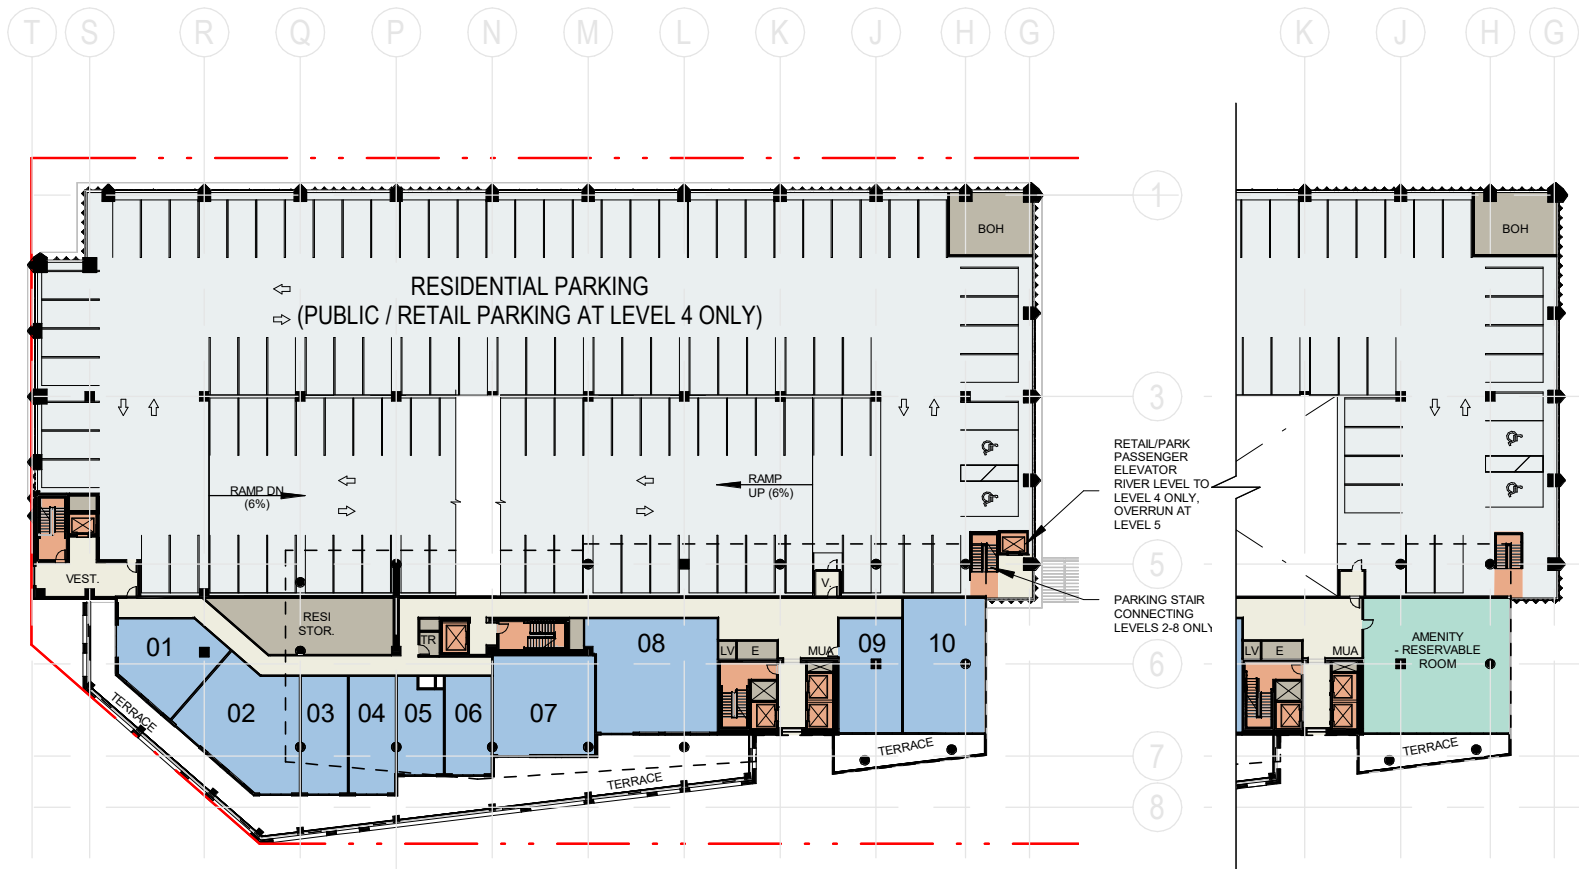 T S R Q P N M L K J H G K J H G
1
BOH
BOH
RESIDENTIAL PARKING
(PUBLIC / RETAIL PARKING AT LEVEL 4 ONLY)
3
RETAIL/PARK
PASSENGER
ELEVATOR
RIVER LEVEL TO
LEVEL 4 ONLY,
OVERRUN AT
LEVEL 5
RAMP DN
(6%)
RAMP
UP (6%)
5
VEST.
V.
PARKING STAIR
CONNECTING
LEVELS 2-8 ONLY
RESI
STOR.
TR
01
08
09
10
LV E MUA
6
LV E MUA
AMENITY
- RESERVABLE
ROOM
TERRACE
02
03
04
05
06
07
TERRACE
TERRACE
TERRACE
7
8